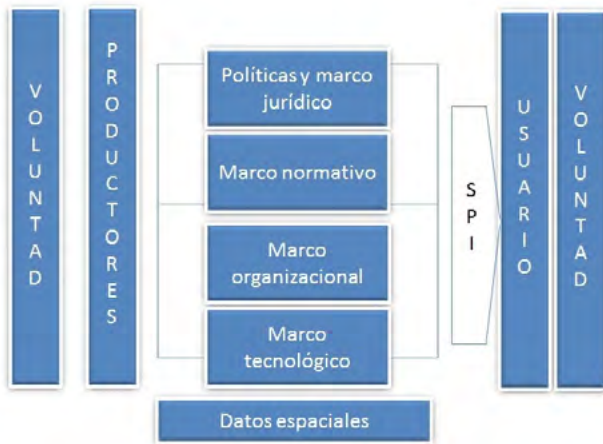 VOLUNTAD
PRODUCTORES
Políticas y marco
jurídico
Marco normativo
Marco
organizacional
Marco
tecnológico
Datos espaciales
SPI
USUARIO
VOLUNTAD